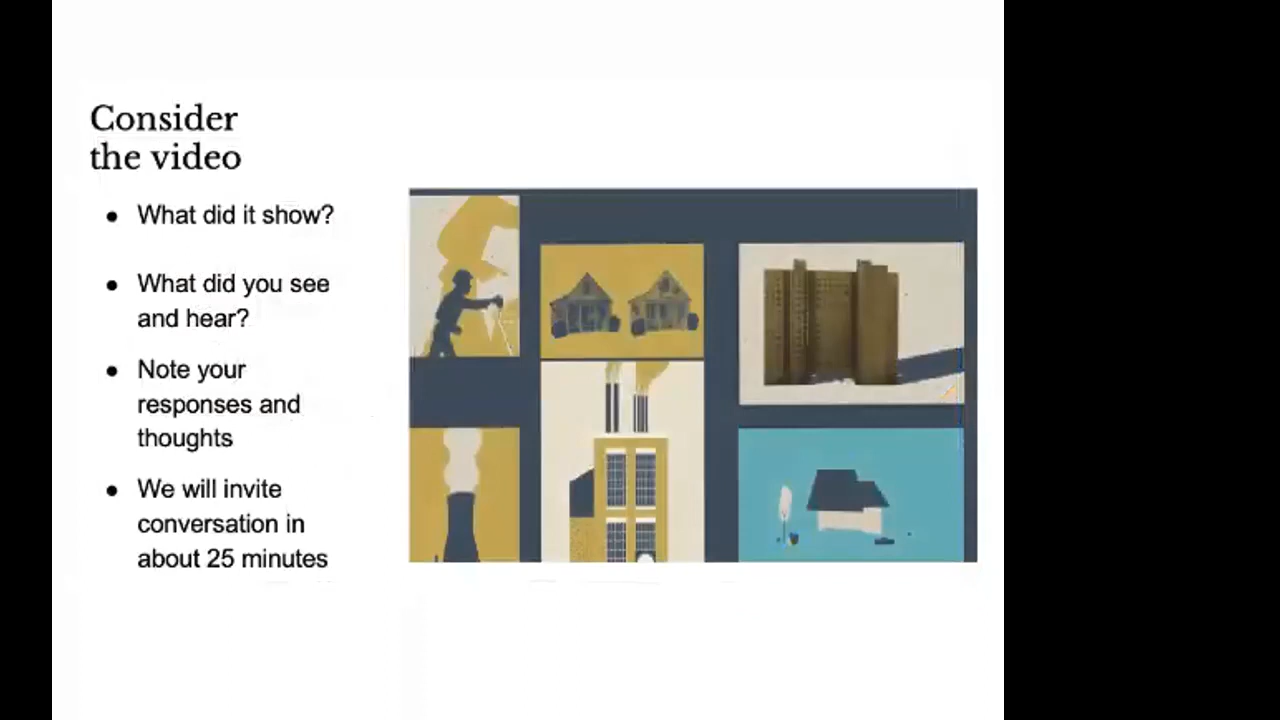 Consider
the video
● What did it show?
● What did you see
and hear?
● Note your
responses and
thoughts
● We will invite
conversation in
about 25 minutes